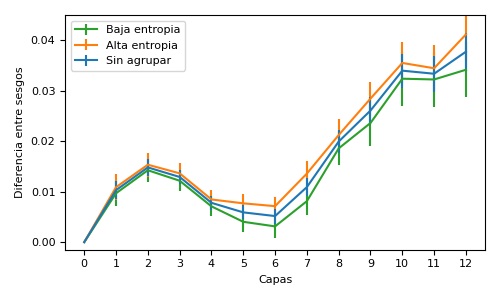 Baja entropia
Alta entropia
Sin agrupar
Diferencia entre sesgos
0.04
0.03
0.02
0.01
0.00
0 1 2 3 4 5 6 7 8 9 10 11 12
Capas